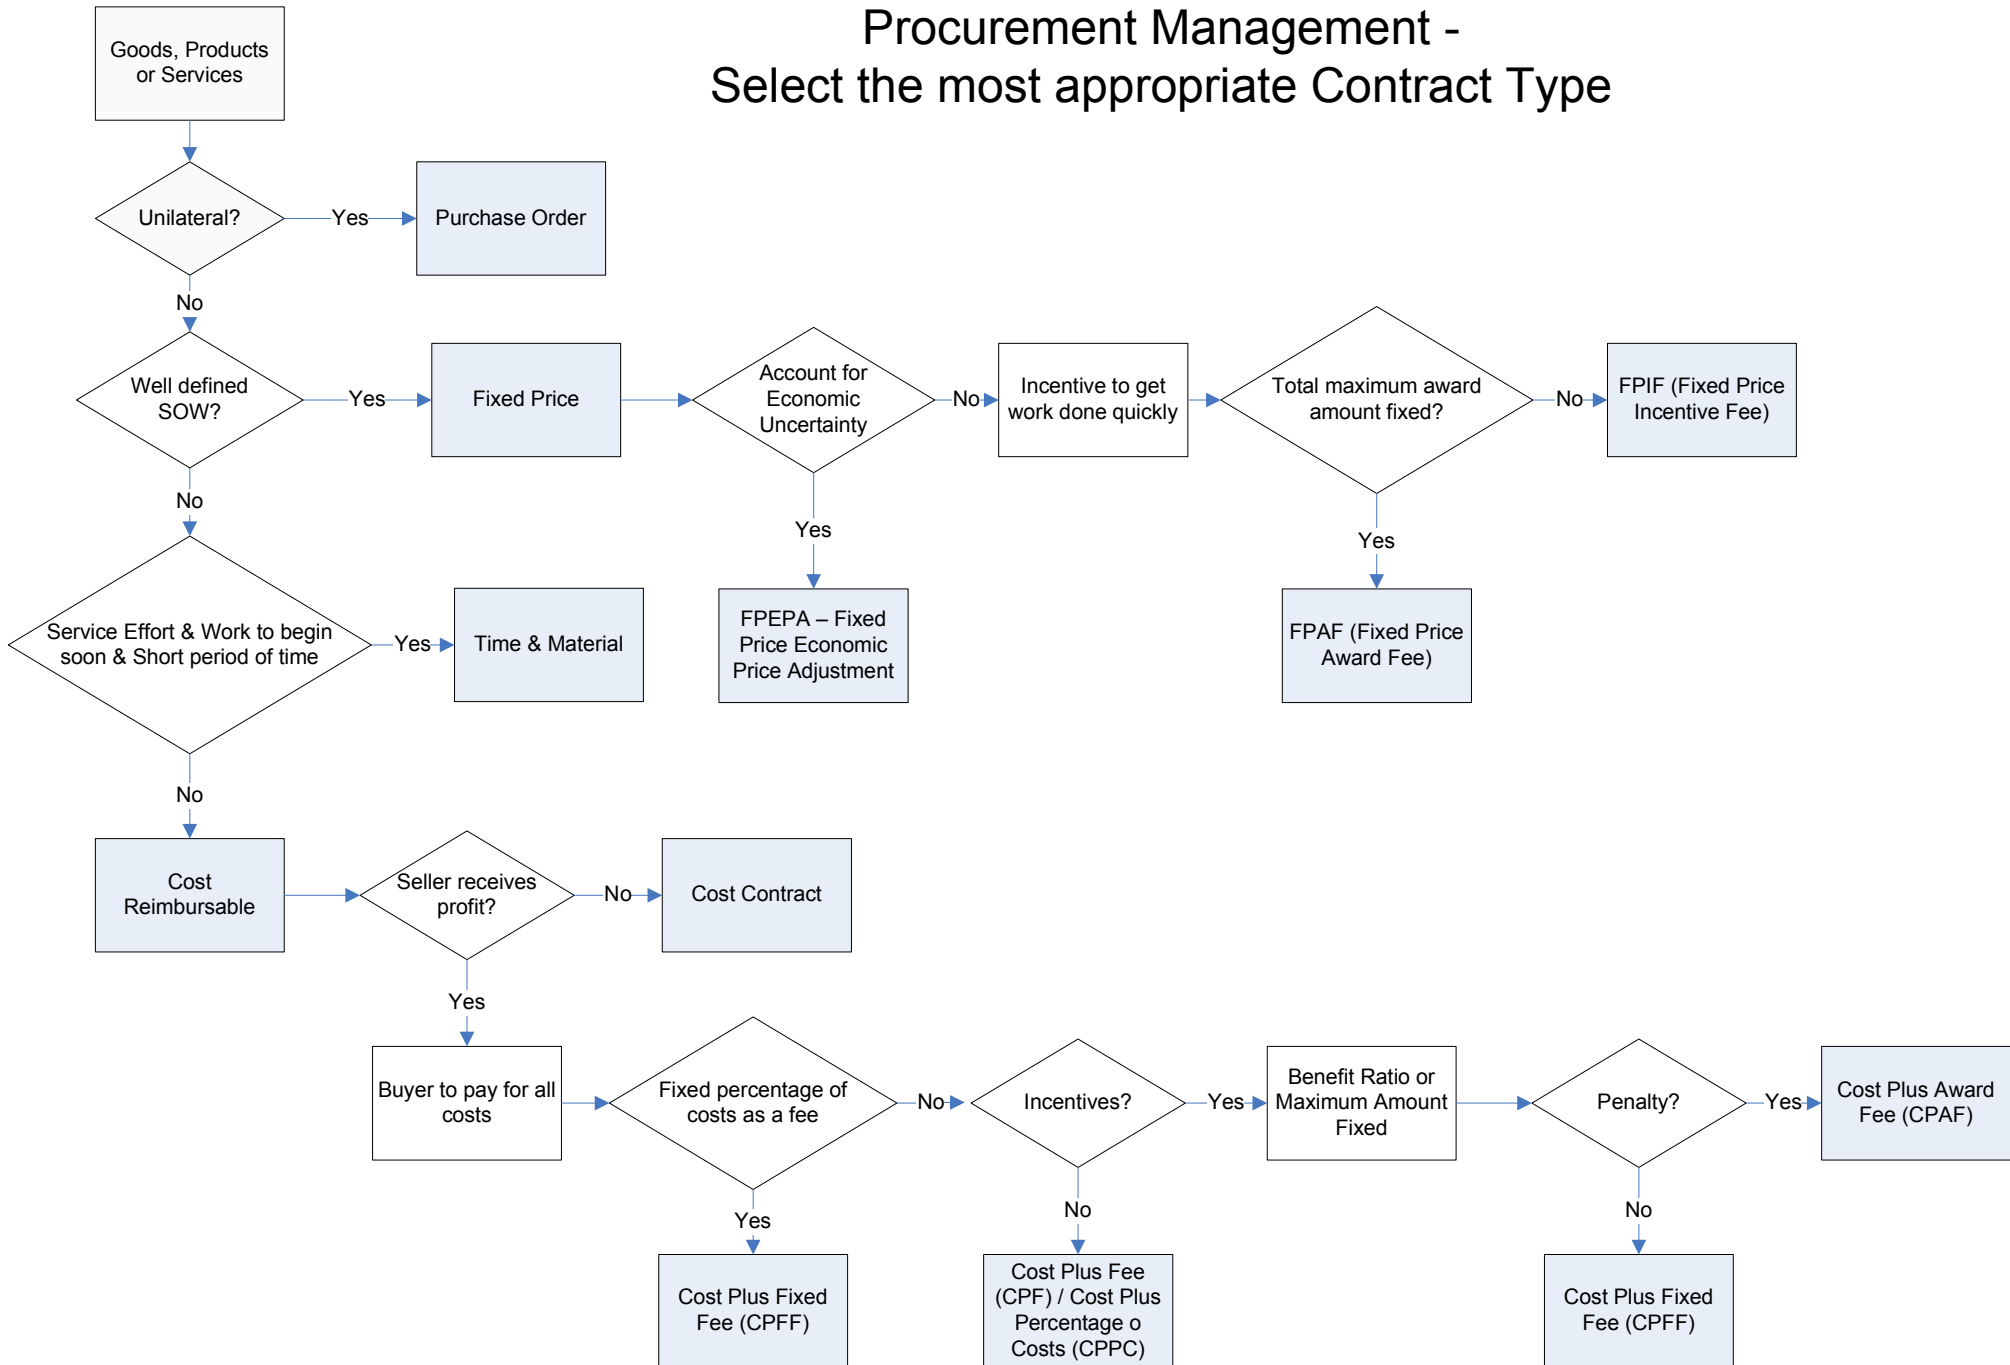 Procurement Management -
Select the most appropriate Contract Type
Goods, Products
or Services
Unilateral?
Yes
Purchase Order
No
Well defined
SOW?
Yes
Fixed Price
Account for
Economic
Uncertainty
No
Incentive to get
work done quickly
Total maximum award
amount fixed?
No
FPIF (Fixed Price
Incentive Fee)
No
Yes
Yes
Service Effort & Work to begin
soon & Short period of time
Yes
Time & Material
FPEPA – Fixed
Price Economic
Price Adjustment
FPAF (Fixed Price
Award Fee)
No
Cost
Reimbursable
Seller receives
profit?
No
Cost Contract
Yes
Buyer to pay for all
costs
Fixed percentage of
costs as a fee
No
Incentives?
Yes
Benefit Ratio or
Maximum Amount
Fixed
Penalty?
Yes
Cost Plus Award
Fee (CPAF)
Yes
No
No
Cost Plus Fixed
Fee (CPFF)
Cost Plus Fee
(CPF) / Cost Plus
Percentage o
Costs (CPPC)
Cost Plus Fixed
Fee (CPFF)